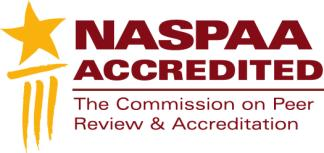 NASPAA
ACCREDITED
The Commission on Peer
Review & Accreditation